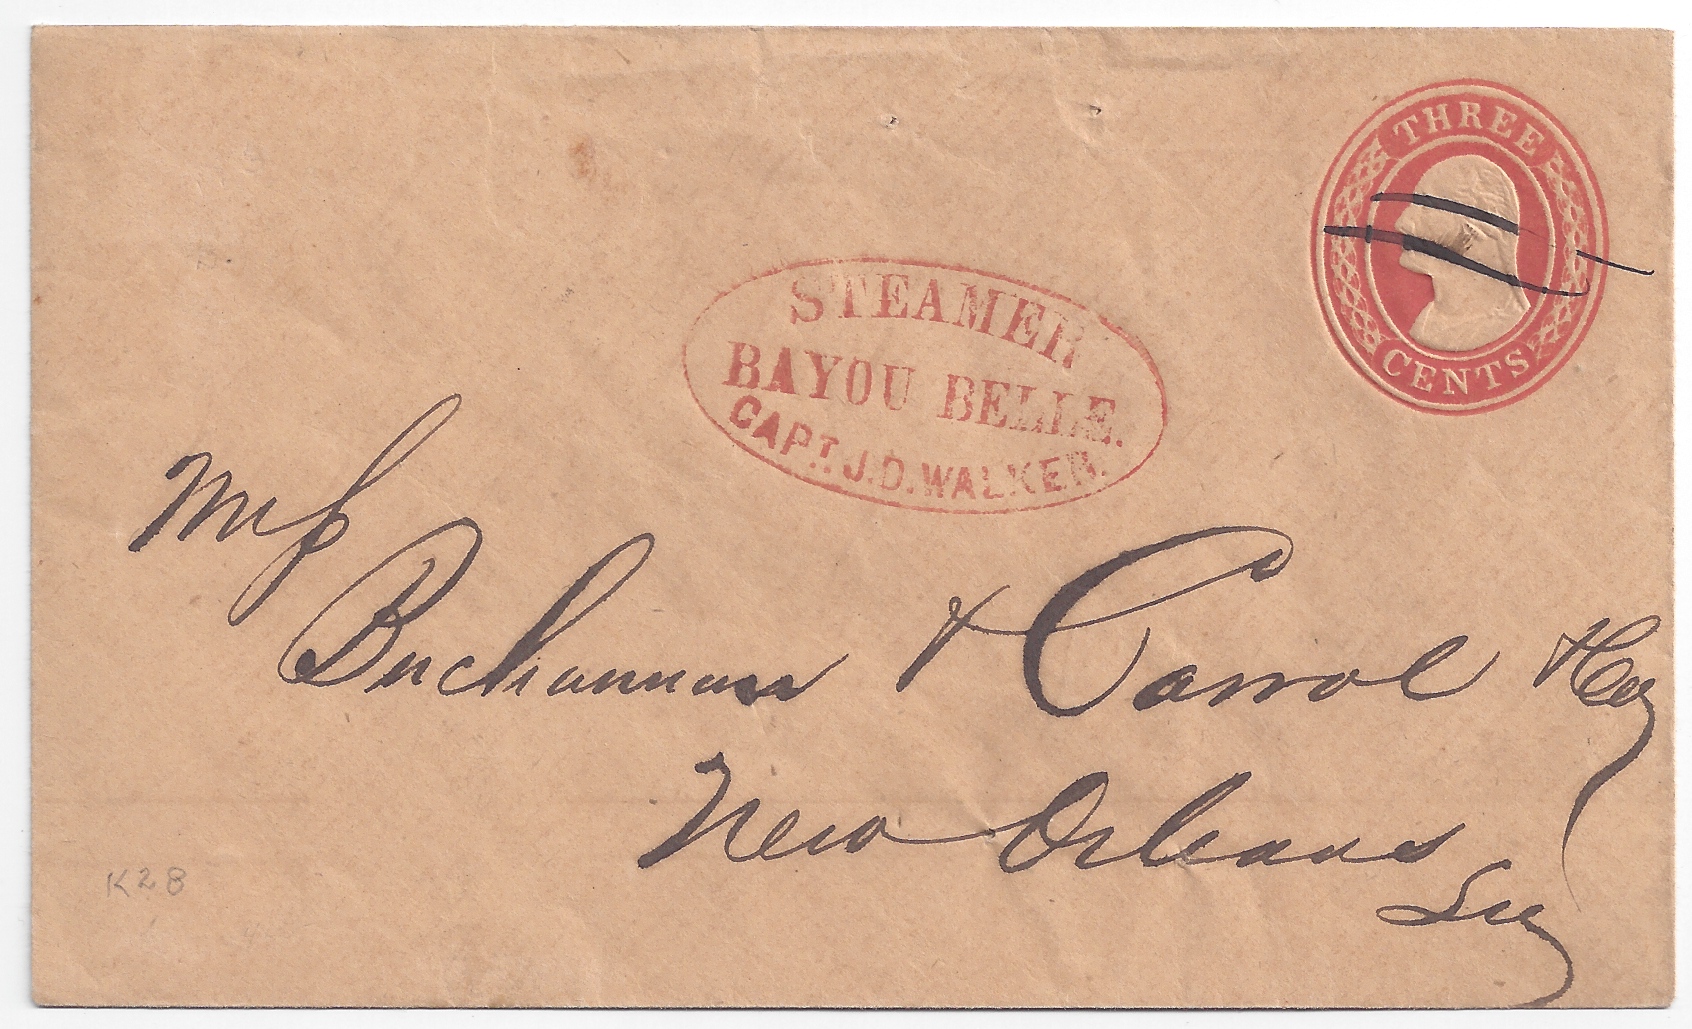 THREE
CENTS
STEAMER
BAYOU BELLE.
CAPT. J.D. WALKER.
Mess
Buchannan & Carrol & Co
New Orleans
La
K28